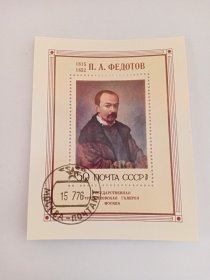 1815
1852
П. А. ФЕДОТОВ
50 ПОЧТА СССР
ГОСУДАРСТВЕННАЯ
ТРЕТЬЯКОВСКАЯ ГАЛЕРЕЯ
МОСКВА
15 7 76
МОСКВА-ПОЧТАМТ